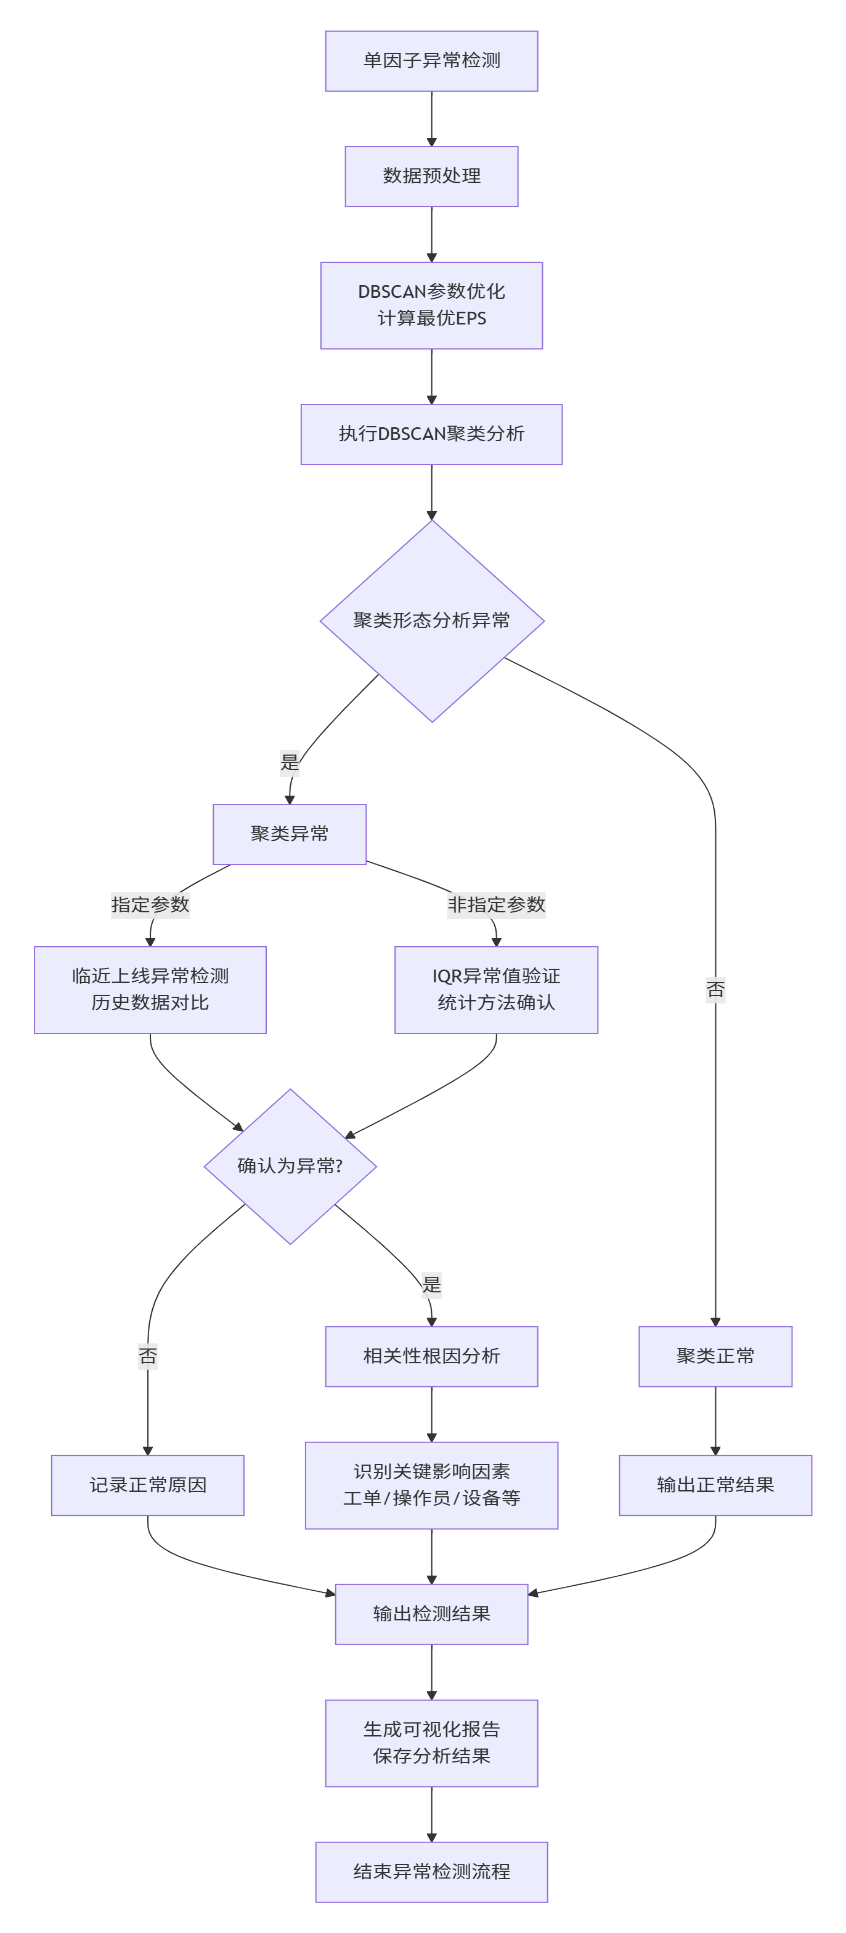 单因子异常检测
数据预处理
DBSCAN参数优化
计算最优EPS
执行DBSCAN聚类分析
聚类形态分析异常
是
聚类异常
指定参数
非指定参数
临近上线异常检测
历史数据对比
IQR异常值验证
统计方法确认
否
确认为异常?
是
否
相关性根因分析
聚类正常
识别关键影响因素
工单/操作员/设备等
记录正常原因
输出正常结果
输出检测结果
生成可视化报告
保存分析结果
结束异常检测流程